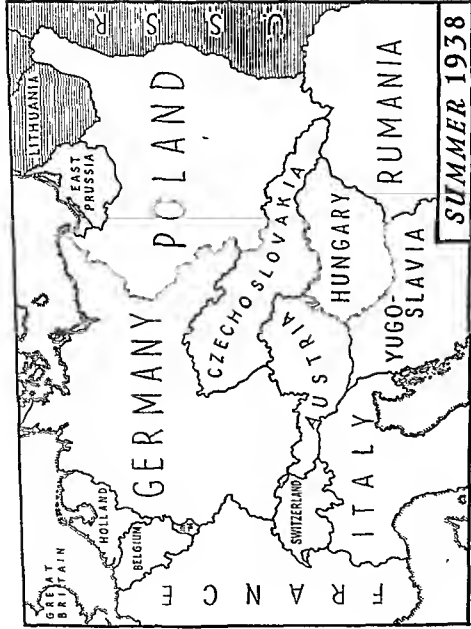 GREAT
BRITAIN
HOLLAND
BELGIUM
FRANCE
GERMANY
EAST
PRUSSIA
LITHUANIA
U.S.S.R.
POLAND
CZECHOSLOVAKIA
SWITZERLAND
AUSTRIA
HUNGARY
ITALY
YUGO-
SLAVIA
RUMANIA
SUMMER 1938